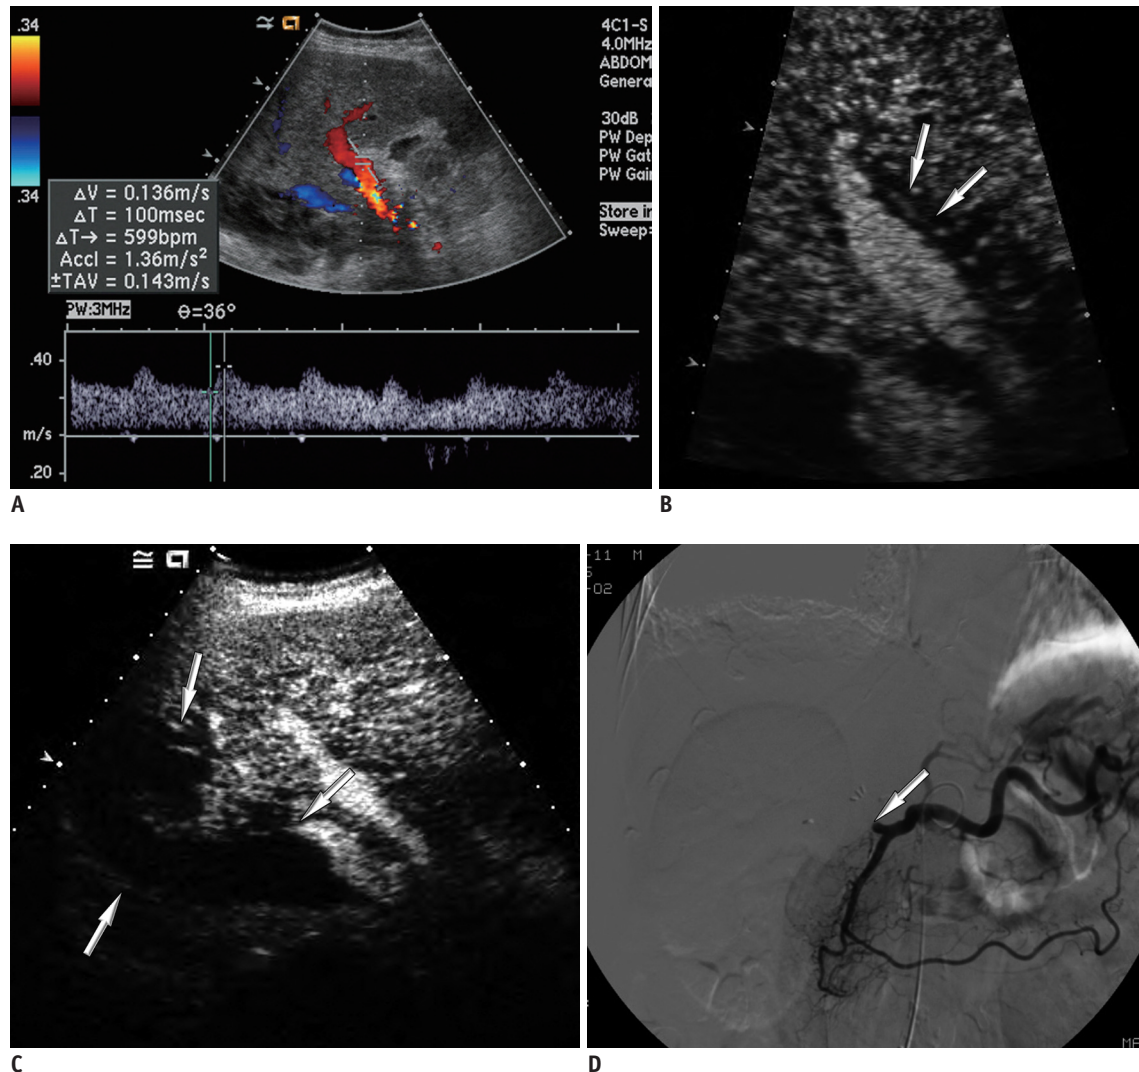 .34
.34
4C1-S
4.0MHz
ABDOM
Genera
30dB
PW Dep
PW Gat
PW Gai
Store in
Sweep=
ΔV = 0.136m/s
ΔT = 100msec
ΔT→ = 599bpm
Accl = 1.36m/s²
±TAV = 0.143m/s
PW:3MHz θ=36°
.40
m/s
.20
A
B
-11 M
-02
C
D